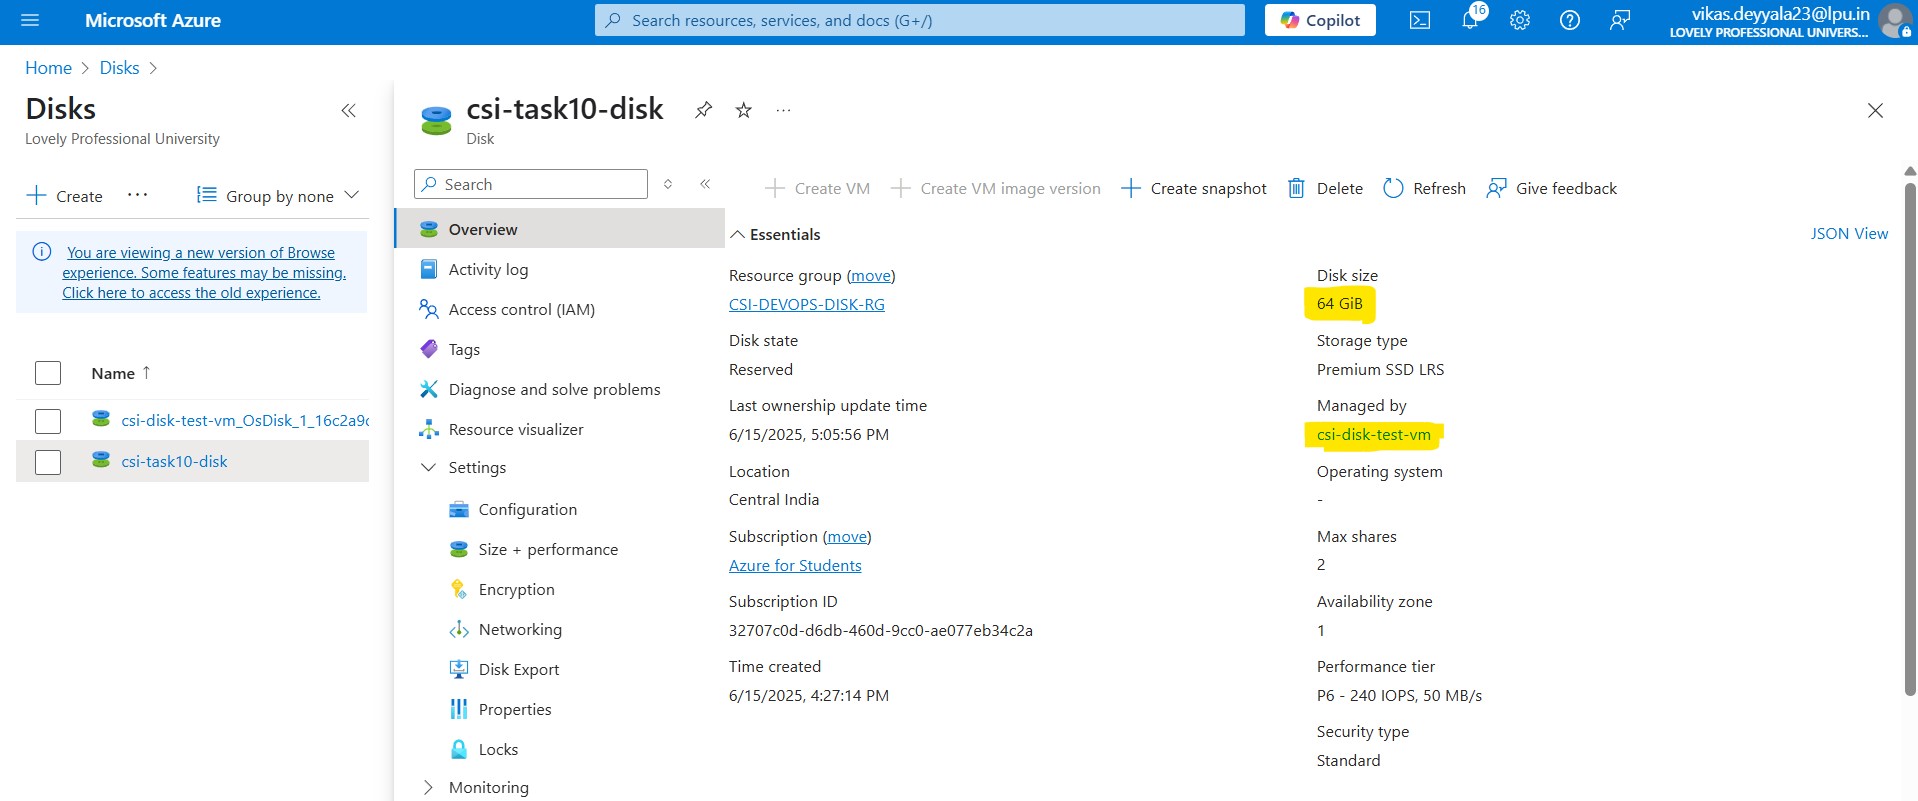 Microsoft Azure
Search resources, services, and docs (G+/)
Copilot
16
vikas.deyyala23@lpu.in
LOVELY PROFESSIONAL UNIVERS...
Home > Disks >
Disks
Lovely Professional University
Create
Group by none
You are viewing a new version of Browse
experience. Some features may be missing.
Click here to access the old experience.
Name ↑
csi-disk-test-vm_OsDisk_1_16c2a9c
csi-task10-disk
csi-task10-disk
Disk
Search
Create VM
Create VM image version
Create snapshot
Delete
Refresh
Give feedback
Overview
Activity log
Access control (IAM)
Tags
Diagnose and solve problems
Resource visualizer
Settings
Configuration
Size + performance
Encryption
Networking
Disk Export
Properties
Locks
Monitoring
Essentials
JSON View
Resource group (move)
CSI-DEVOPS-DISK-RG
Disk state
Reserved
Last ownership update time
6/15/2025, 5:05:56 PM
Location
Central India
Subscription (move)
Azure for Students
Subscription ID
32707c0d-d6db-460d-9cc0-ae077eb34c2a
Time created
6/15/2025, 4:27:14 PM
Disk size
64 GiB
Storage type
Premium SSD LRS
Managed by
csi-disk-test-vm
Operating system
-
Max shares
2
Availability zone
1
Performance tier
P6 - 240 IOPS, 50 MB/s
Security type
Standard